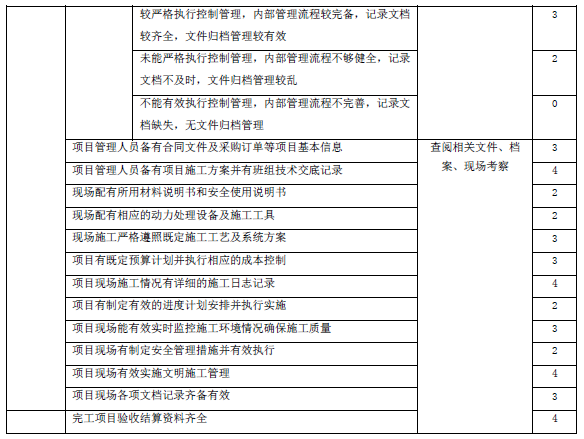 较严格执行控制管理，内部管理流程较完备，记录文档 3
较齐全，文件归档管理较有效
未能严格执行控制管理，内部管理流程不够健全，记录 2
文档不及时，文件归档管理较乱
不能有效执行控制管理，内部管理流程不完善，记录文 0
档缺失，无文件归档管理
项目管理人员备有合同文件及采购订单等项目基本信息 查阅相关文件、档 3
项目管理人员备有项目施工方案并有班组技术交底记录 案、现场考察 4
现场配有所用材料说明书和安全使用说明书 2
现场配有相应的动力处理设备及施工工具 2
现场施工严格遵照既定施工工艺及系统方案 3
项目有既定预算计划并执行相应的成本控制 3
项目现场施工情况有详细的施工日志记录 4
项目有制定有效的进度计划安排并执行实施 2
项目现场能有效实时监控施工环境情况确保施工质量 3
项目现场有制定安全管理措施并有效执行 2
项目现场有效实施文明施工管理 4
项目现场各项文档记录齐备有效 3
完工项目验收结算资料齐全 4